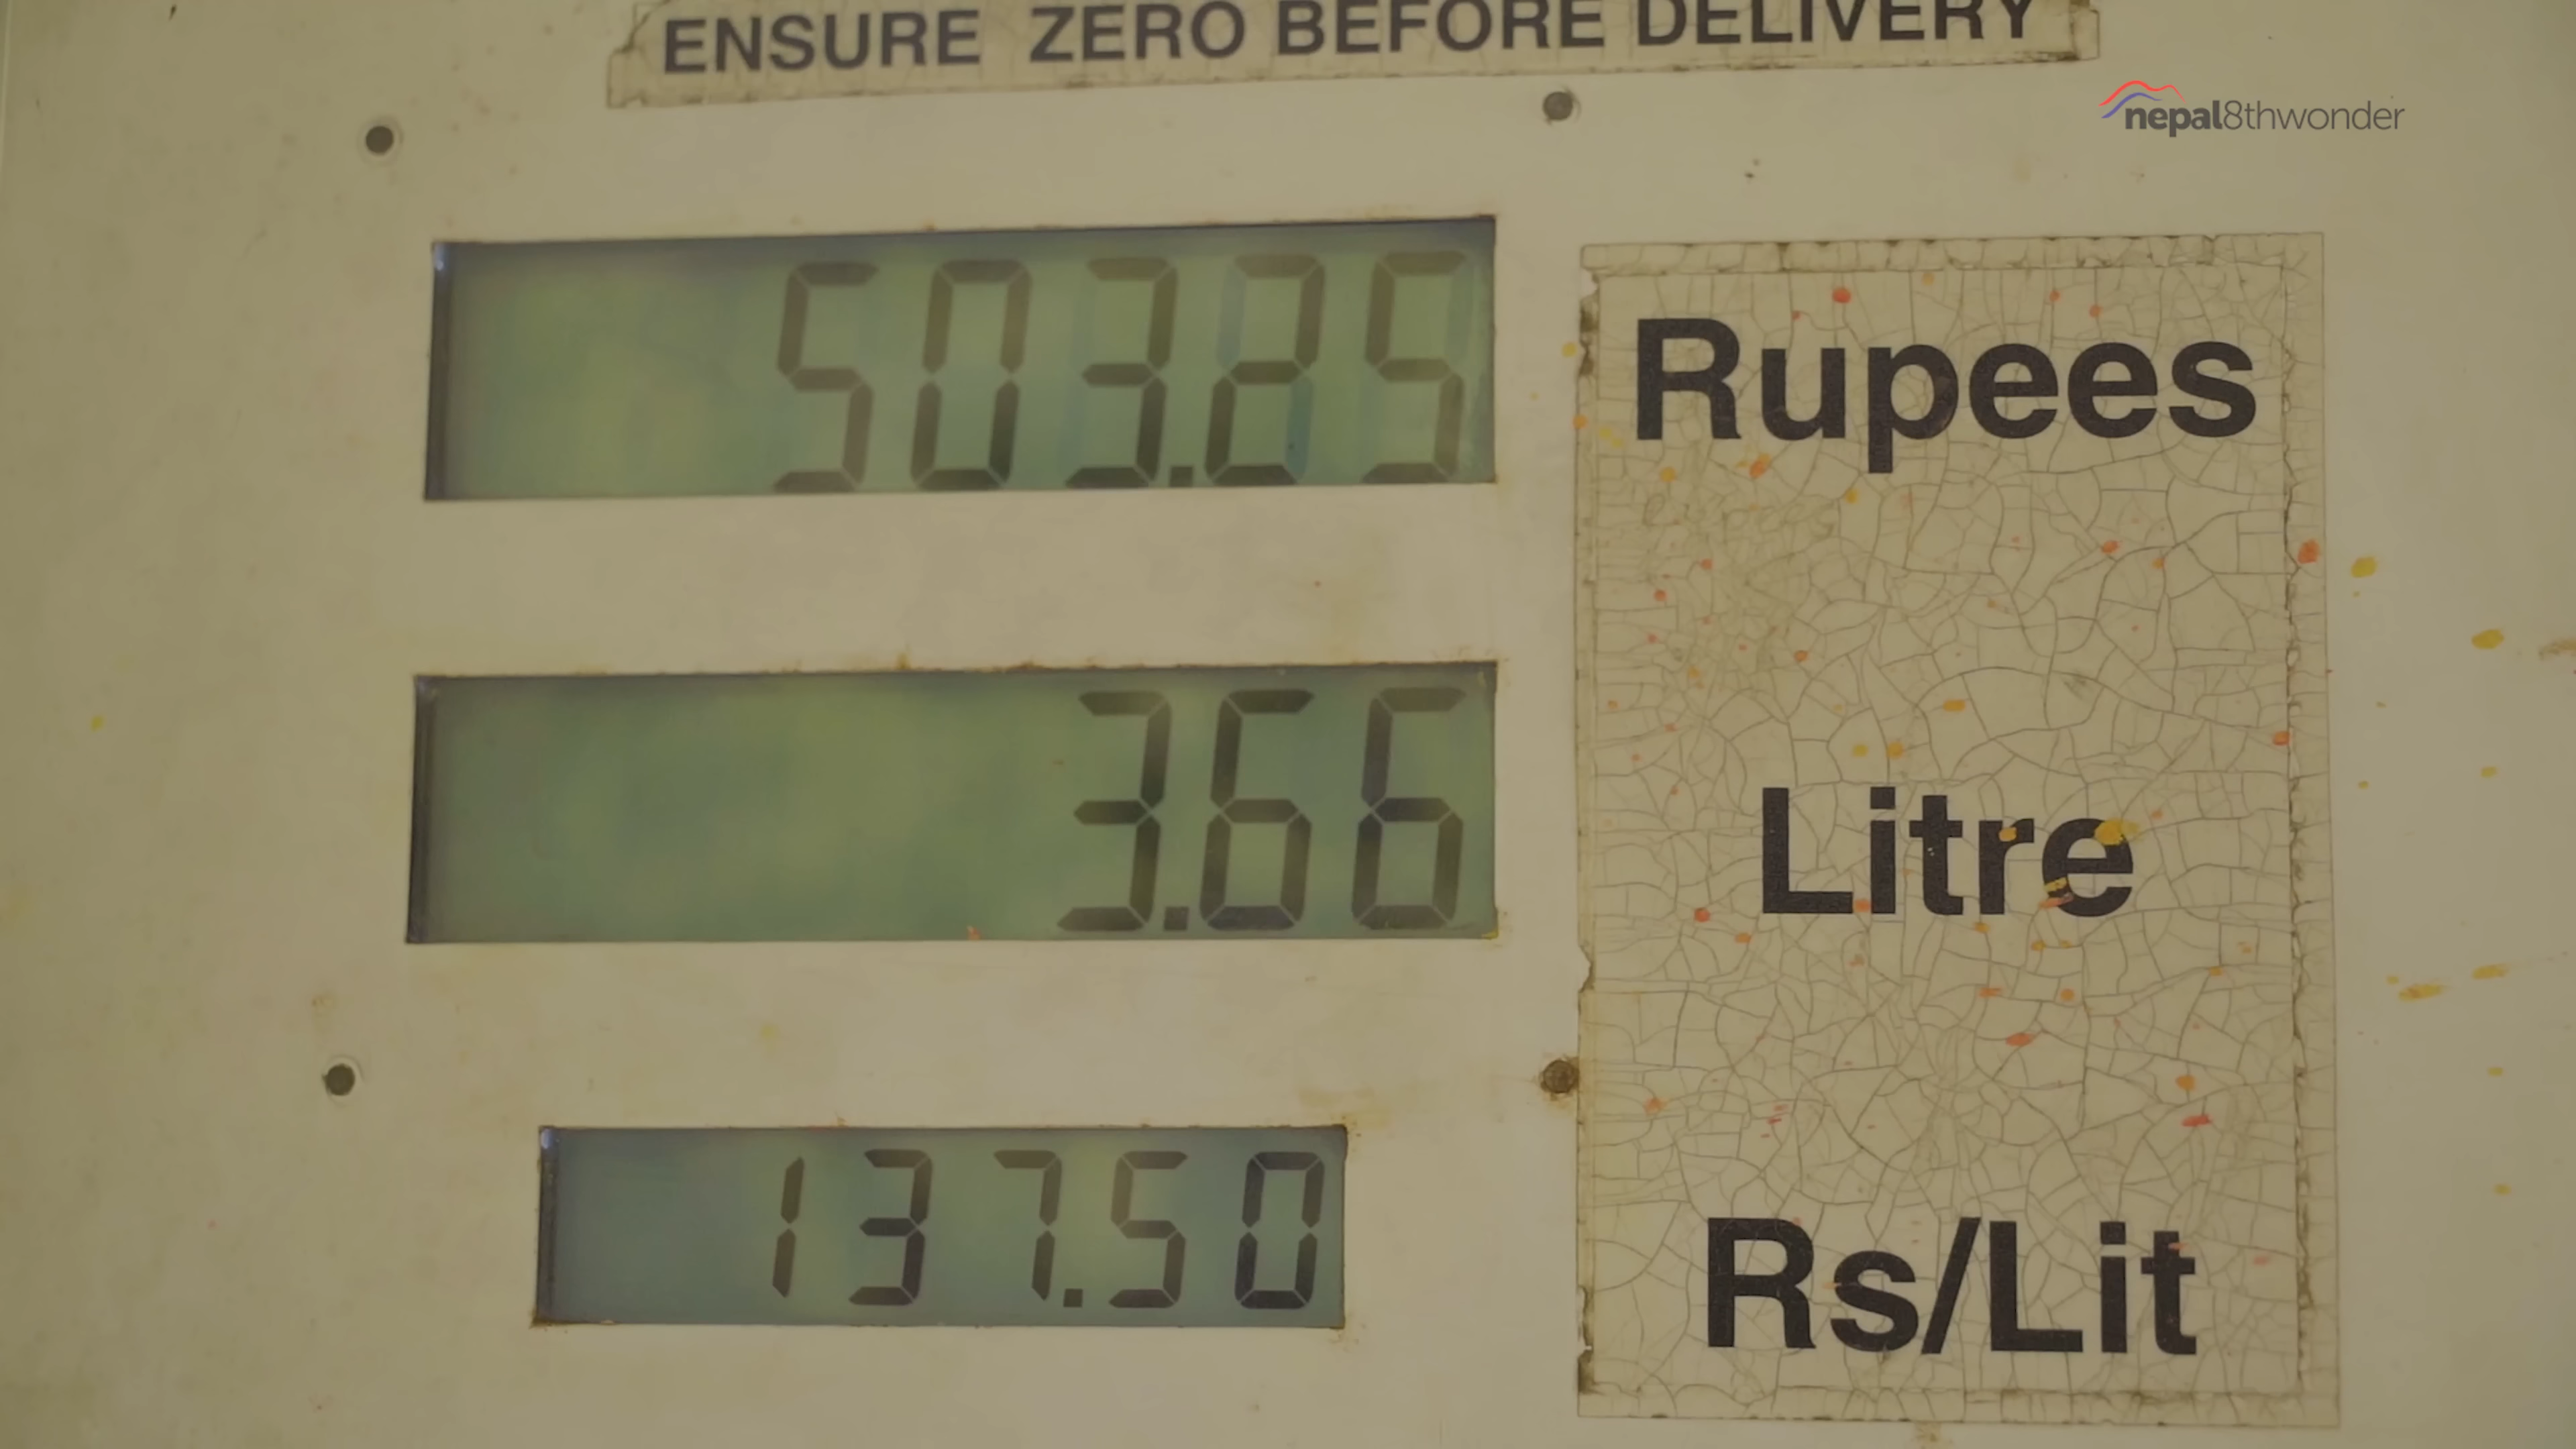 ENSURE ZERO BEFORE DELIVERY
nepal8thwonder
503.25
Rupees
3.66
Litre
137.50
Rs/Lit